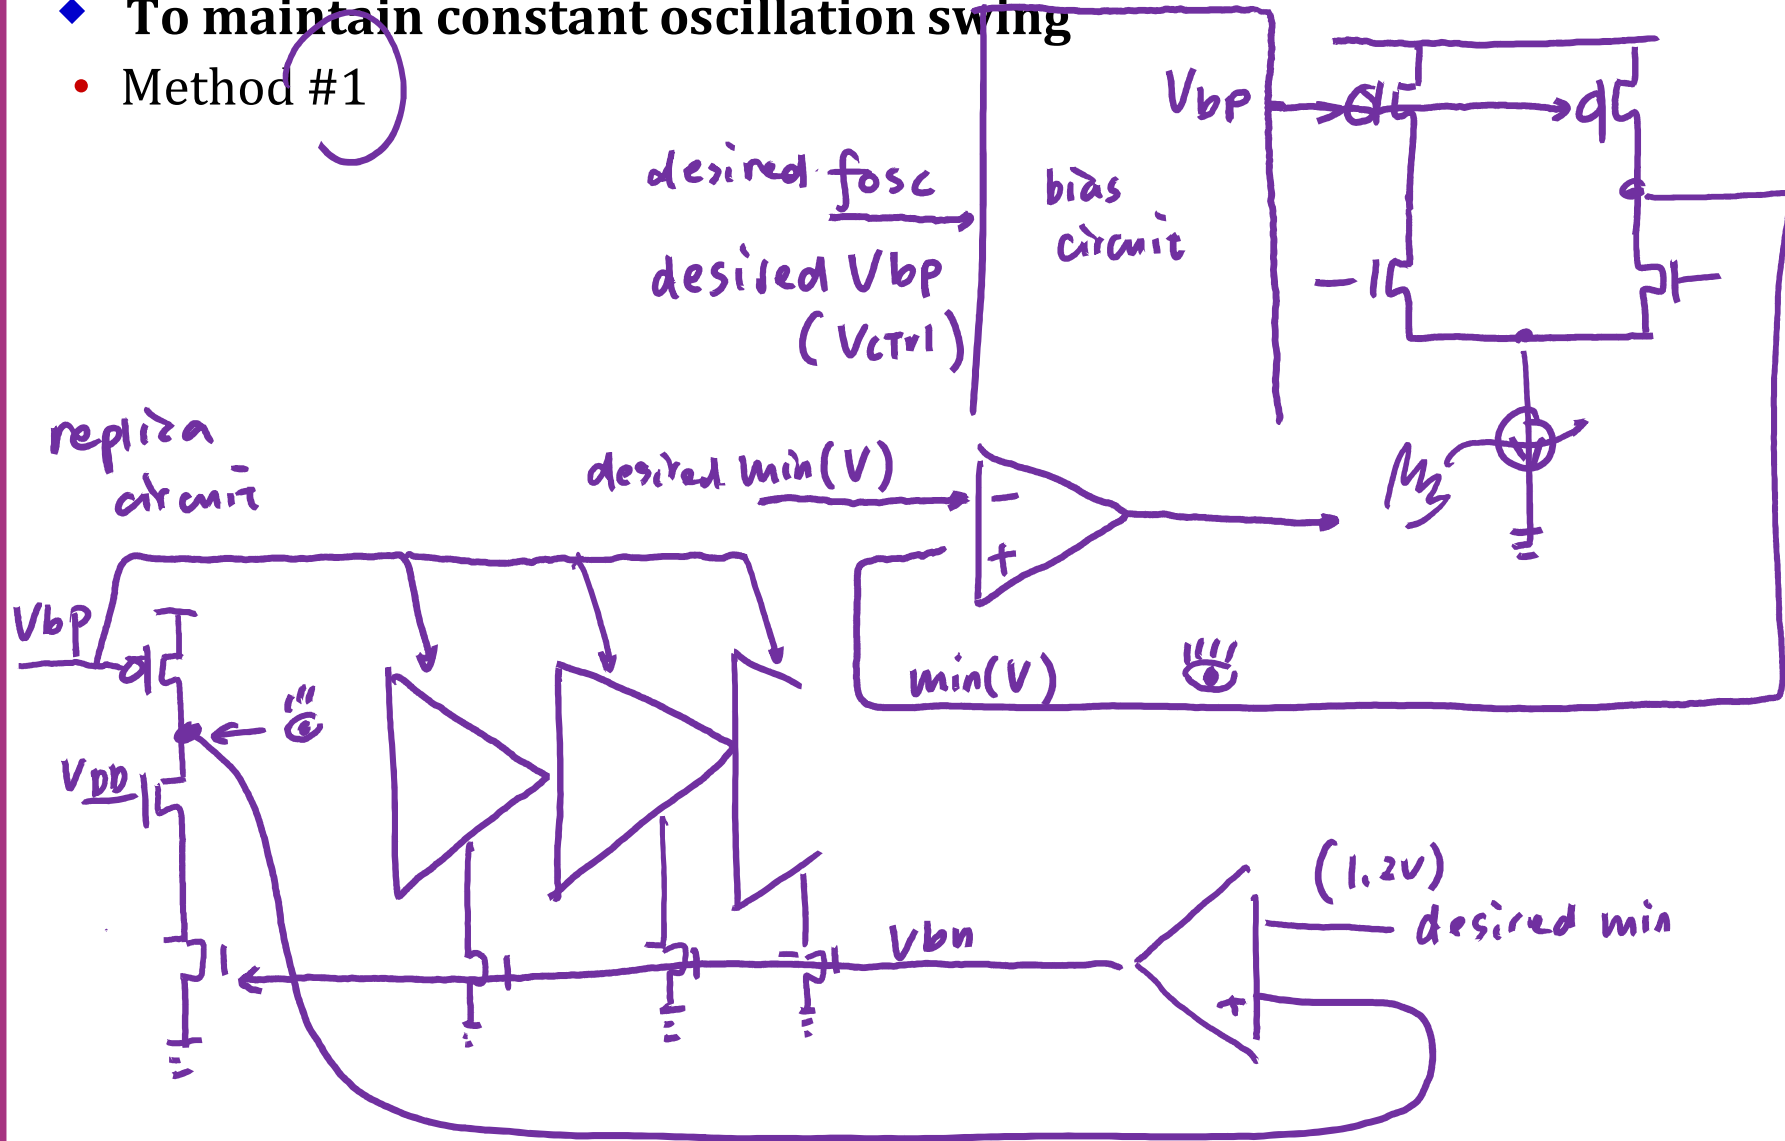 To maintain constant oscillation swing
Method #1
Vbp
desired fosc
bias
circuit
desired Vbp
(Vctrl)
replica
circuit
desired min(V)
−
+
Vbp
min(V)
VDD
(1.2V)
desired min
Vbn
+